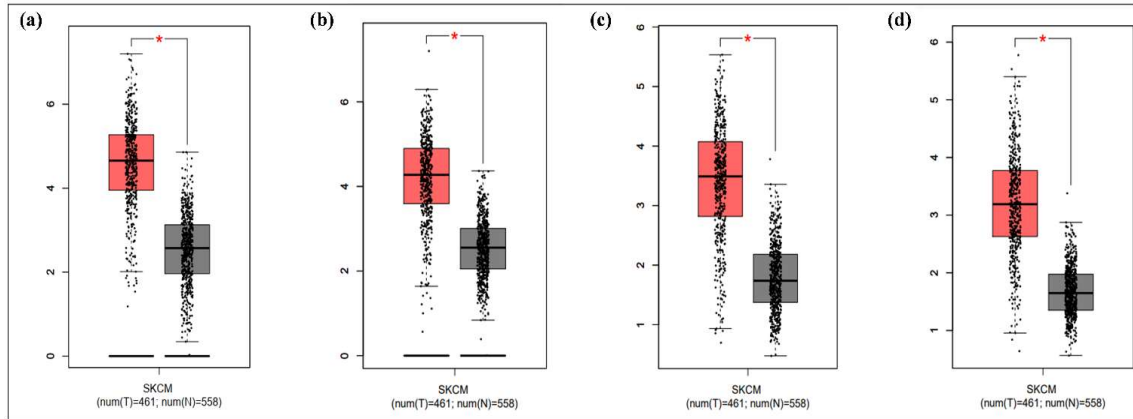 (a)
*
6
4
2
0
SKCM
(num(T)=461; num(N)=558)
(b)
*
6
4
2
0
SKCM
(num(T)=461; num(N)=558)
(c)
*
6
5
4
3
2
1
SKCM
(num(T)=461; num(N)=558)
(d)
*
6
5
4
3
2
1
SKCM
(num(T)=461; num(N)=558)